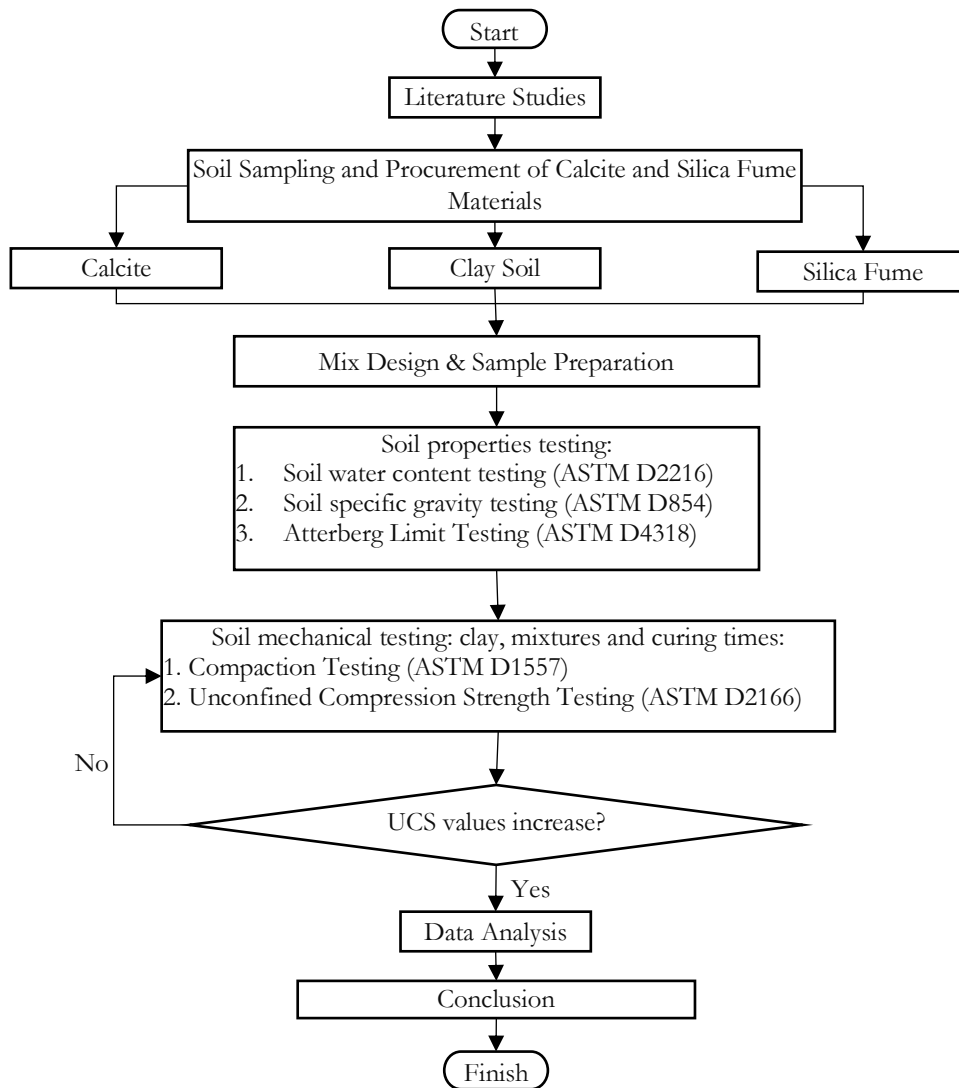 Start
Literature Studies
Soil Sampling and Procurement of Calcite and Silica Fume
Materials
Calcite
Clay Soil
Silica Fume
Mix Design & Sample Preparation
Soil properties testing:
1. Soil water content testing (ASTM D2216)
2. Soil specific gravity testing (ASTM D854)
3. Atterberg Limit Testing (ASTM D4318)
Soil mechanical testing: clay, mixtures and curing times:
1. Compaction Testing (ASTM D1557)
2. Unconfined Compression Strength Testing (ASTM D2166)
No
UCS values increase?
Yes
Data Analysis
Conclusion
Finish